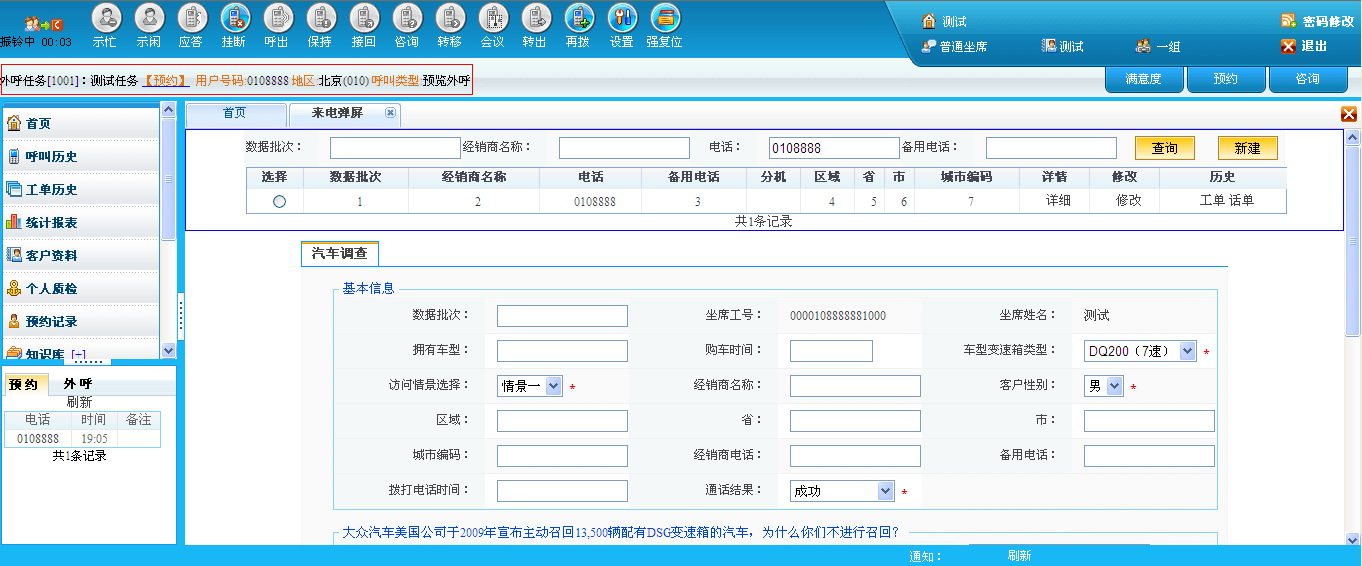 振铃中 00:03
示忙 示闲 应答 挂断 呼出 保持 接回 咨询 转移 会议 转出 再拨 设置 强复位
测试 密码修改
普通坐席 测试 一组 退出
外呼任务[1001]：测试任务 【预约】 用户号码:0108888 地区:北京(010) 呼叫类型:预览外呼
满意度 预约 咨询
首页
呼叫历史
工单历史
统计报表
客户资料
个人质检
预约记录
知识库 [+]
预约 外呼
刷新
电话 时间 备注
0108888 19:05
共1条记录
首页 来电弹屏
数据批次： 经销商名称： 电话： 0108888 备用电话： 查询 新建
选择 数据批次 经销商名称 电话 备用电话 分机 区域 省 市 城市编码 详情 修改 历史
1 2 0108888 3 4 5 6 7 详细 修改 工单 话单
共1条记录
汽车调查
基本信息
数据批次： 坐席工号： 0000108888881000 坐席姓名： 测试
拥有车型： 购车时间： 车型变速箱类型： DQ200（7速） *
访问情景选择： 情景一 * 经销商名称： 客户性别： 男 *
区域： 省： 市：
城市编码： 经销商电话： 备用电话：
拨打电话时间： 通话结果： 成功 *
大众汽车美国公司于2009年宣布主动召回13,500辆配有DSG变速箱的汽车，为什么你们不进行召回?
通知： 刷新